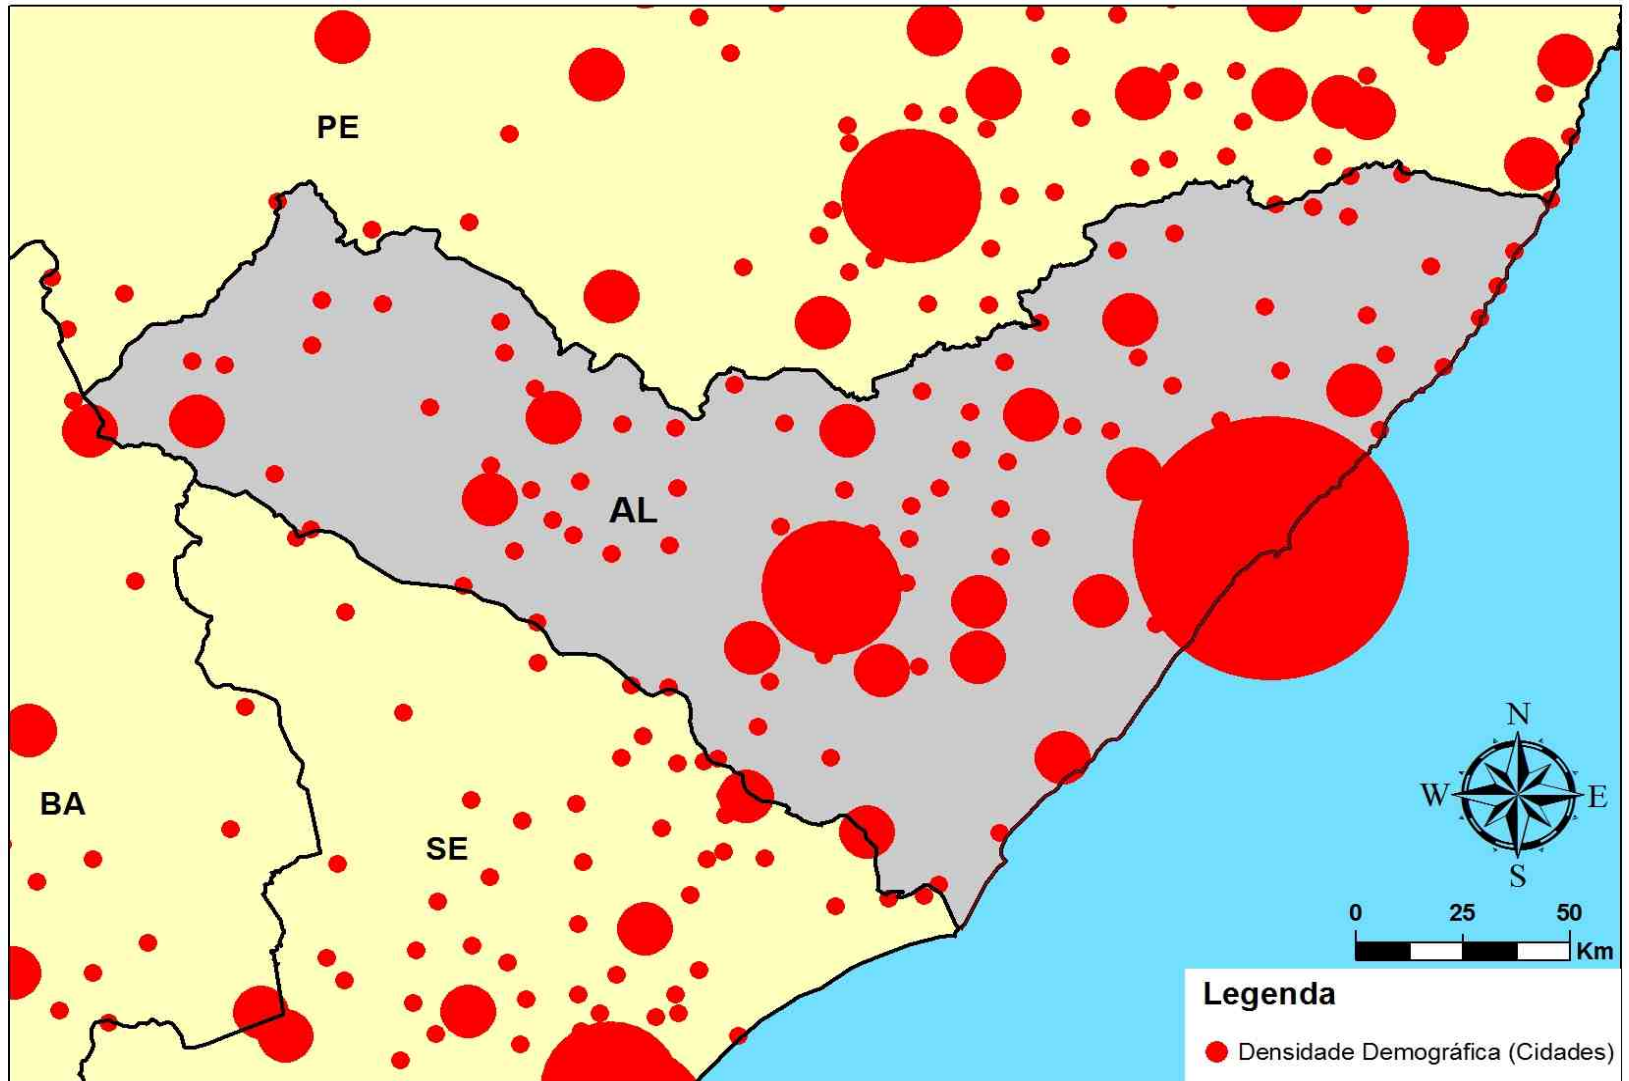 PE
AL
BA
SE
N
W E
S
0 25 50
Km
Legenda
Densidade Demográfica (Cidades)